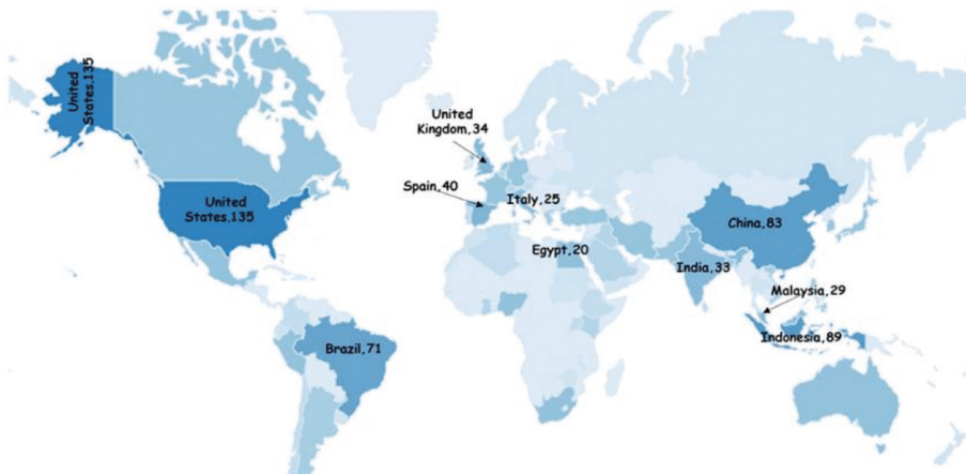 United
States,135
United
Kingdom,34
Spain,40
Italy,25
United
States,135
China,83
Egypt,20
India,33
Malaysia,29
Indonesia,89
Brazil,71